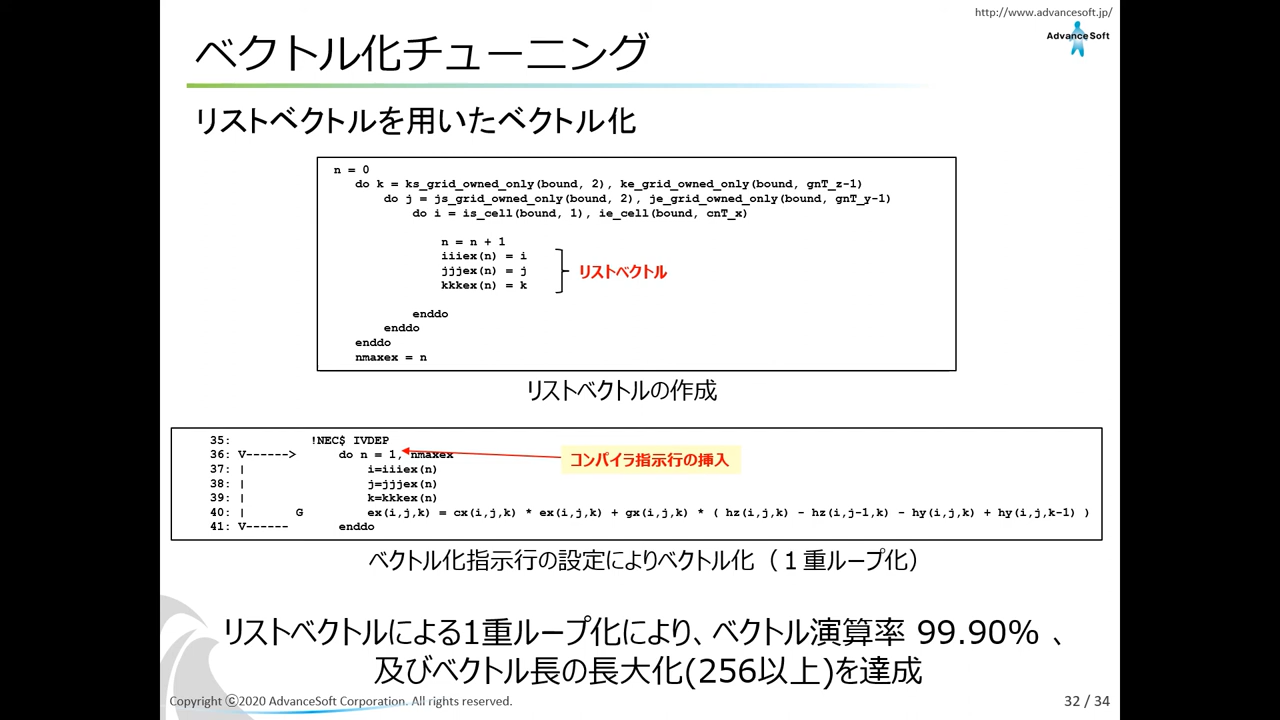 http://www.advancesoft.jp/
AdvanceSoft
ベクトル化チューニング
リストベクトルを用いたベクトル化
n = 0
do k = ks_grid_owned_only(bound, 2), ke_grid_owned_only(bound, gnT_z-1)
do j = js_grid_owned_only(bound, 2), je_grid_owned_only(bound, gnT_y-1)
do i = is_cell(bound, 1), ie_cell(bound, cnT_x)
n = n + 1
iiiex(n) = i
jjjex(n) = j
リストベクトル
kkkex(n) = k
enddo
enddo
enddo
nmaxex = n
リストベクトルの作成
35: !NEC$ IVDEP
36: V------> do n = 1, nmaxex
コンパイラ指示行の挿入
37: | i=iiiex(n)
38: | j=jjjex(n)
39: | k=kkkex(n)
40: | G ex(i,j,k) = cx(i,j,k) * ex(i,j,k) + gx(i,j,k) * ( hz(i,j,k) - hz(i,j-1,k) - hy(i,j,k) + hy(i,j,k-1) )
41: V------ enddo
ベクトル化指示行の設定によりベクトル化（１重ループ化）
リストベクトルによる1重ループ化により、ベクトル演算率 99.90% 、
及びベクトル長の長大化(256以上)を達成
Copyright ⓒ2020 AdvanceSoft Corporation. All rights reserved.
32 / 34